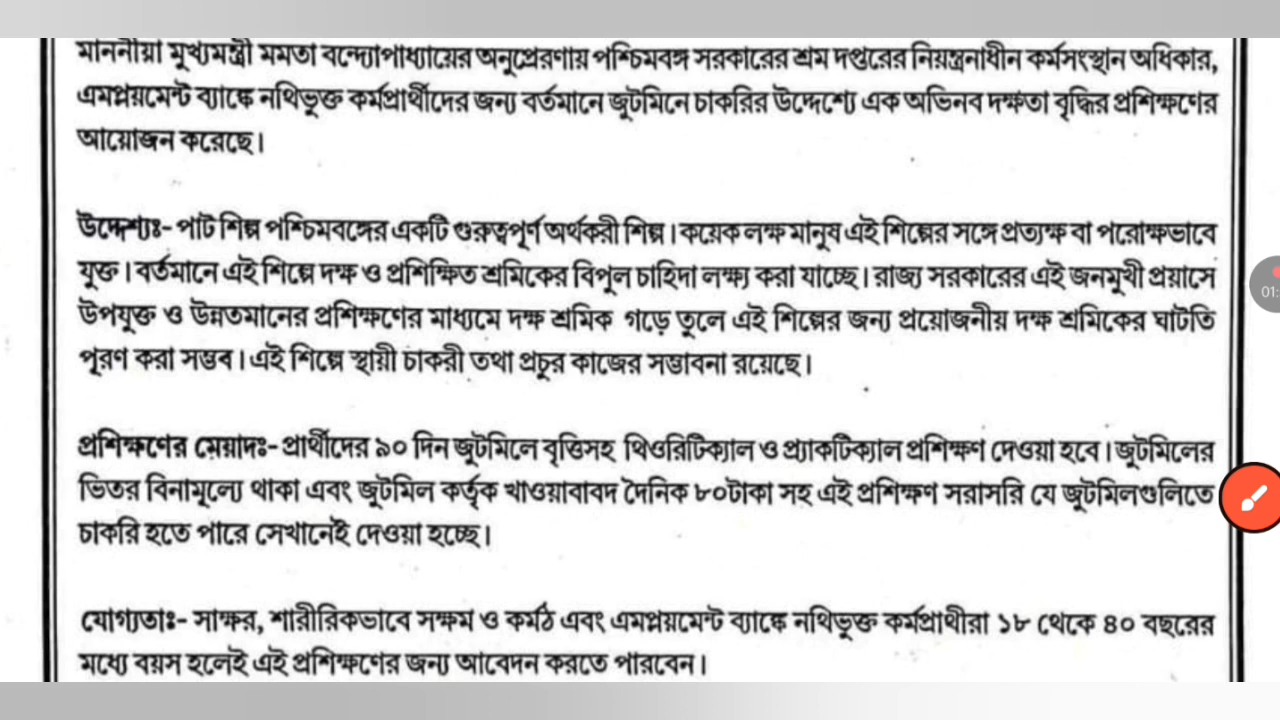 মাননীয়া মুখ্যমন্ত্রী মমতা বন্দ্যোপাধ্যায়ের অনুপ্রেরণায় পশ্চিমবঙ্গ সরকারের শ্রম দপ্তরের নিয়ন্ত্রনাধীন কর্মসংস্থান অধিকার,
এমপ্লয়মেন্ট ব্যাঙ্কে নথিভুক্ত কর্মপ্রার্থীদের জন্য বর্তমানে জুটমিনে চাকরির উদ্দেশ্যে এক অভিনব দক্ষতা বৃদ্ধির প্রশিক্ষণের
আয়োজন করেছে।
উদ্দেশ্যঃ- পাট শিল্প পশ্চিমবঙ্গের একটি গুরুত্বপূর্ণ অর্থকরী শিল্প। কয়েক লক্ষ মানুষ এই শিল্পের সঙ্গে প্রত্যক্ষ বা পরোক্ষভাবে
যুক্ত। বর্তমানে এই শিল্পে দক্ষ ও প্রশিক্ষিত শ্রমিকের বিপুল চাহিদা লক্ষ্য করা যাচ্ছে। রাজ্য সরকারের এই জনমুখী প্রয়াসে
উপযুক্ত ও উন্নতমানের প্রশিক্ষণের মাধ্যমে দক্ষ শ্রমিক গড়ে তুলে এই শিল্পের জন্য প্রয়োজনীয় দক্ষ শ্রমিকের ঘাটতি
পূরণ করা সম্ভব। এই শিল্পে স্থায়ী চাকরী তথা প্রচুর কাজের সম্ভাবনা রয়েছে।
প্রশিক্ষণের মেয়াদঃ- প্রার্থীদের ৯০ দিন জুটমিলে বৃত্তিসহ থিওরিটিক্যাল ও প্র্যাকটিক্যাল প্রশিক্ষণ দেওয়া হবে। জুটমিলের
ভিতর বিনামূল্যে থাকা এবং জুটমিল কর্তৃক খাওয়াবাবদ দৈনিক ৮০টাকা সহ এই প্রশিক্ষণ সরাসরি যে জুটমিলগুলিতে
চাকরি হতে পারে সেখানেই দেওয়া হচ্ছে।
যোগ্যতাঃ- সাক্ষর, শারীরিকভাবে সক্ষম ও কর্মঠ এবং এমপ্লয়মেন্ট ব্যাঙ্কে নথিভুক্ত কর্মপ্রার্থীরা ১৮ থেকে ৪০ বছরের
মধ্যে বয়স হলেই এই প্রশিক্ষণের জন্য আবেদন করতে পারবেন।
01: